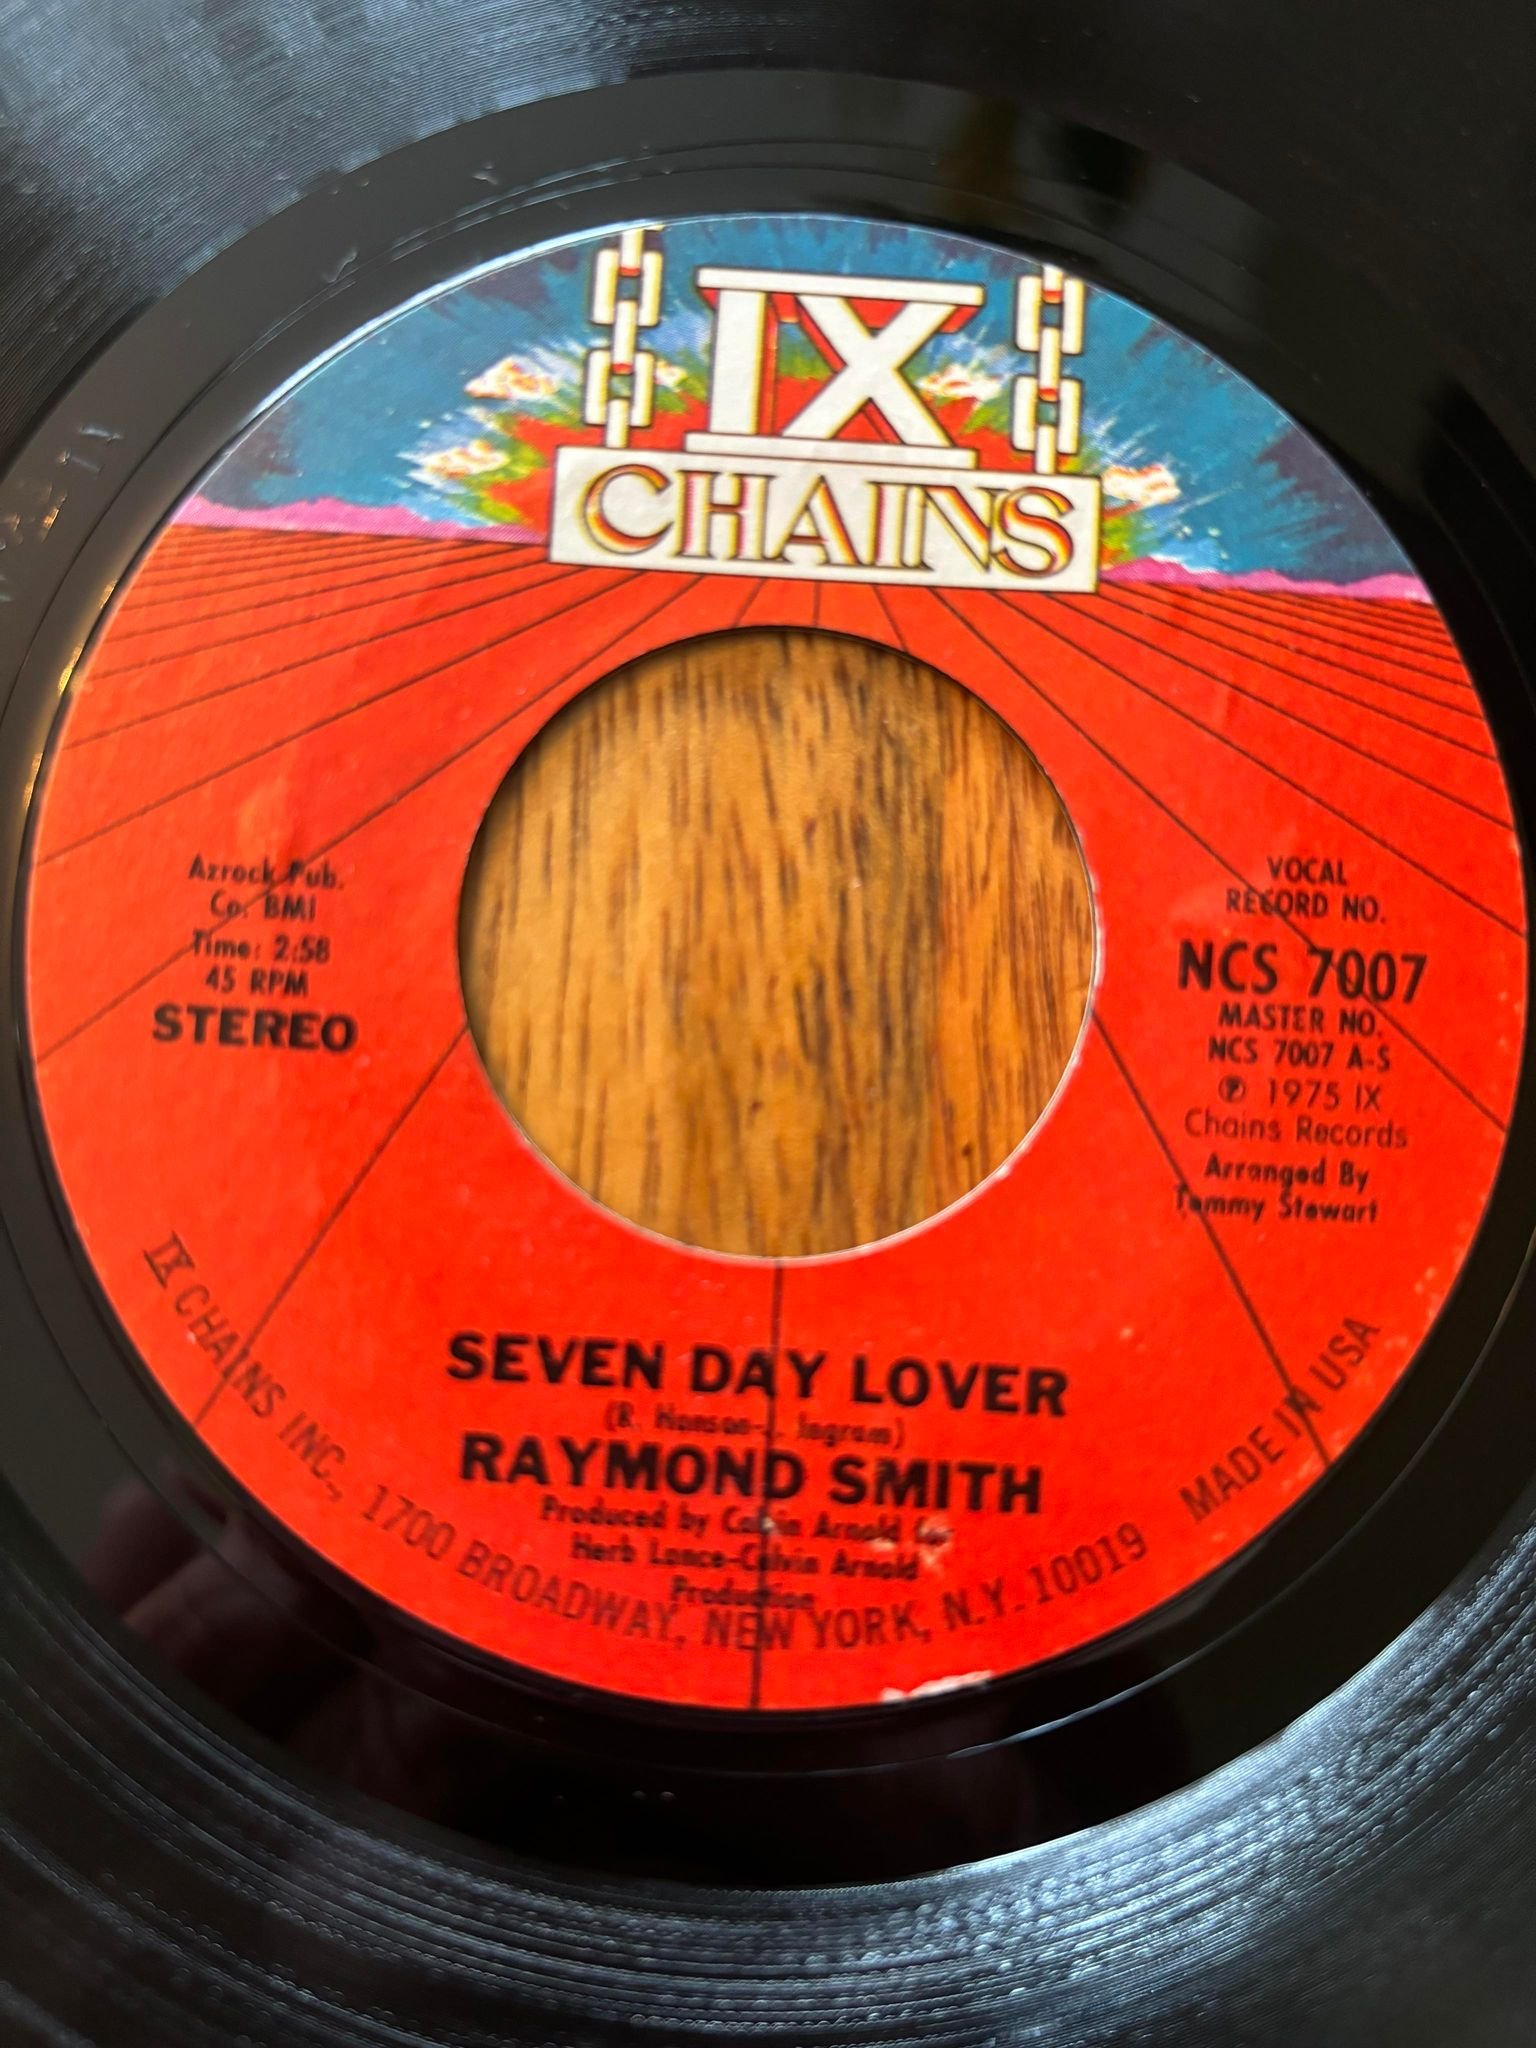 IX
CHAINS
Azrock Pub.
Co. BMI
Time: 2:58
45 RPM
STEREO
VOCAL
RECORD NO.
NCS 7007
MASTER NO.
NCS 7007 A-S
℗ 1975 IX
Chains Records
Arranged By
Tommy Stewart
SEVEN DAY LOVER
(R. Hanson- Ingram)
RAYMOND SMITH
Produced by Calvin Arnold for
Herb Lance-Calvin Arnold
Production
IX CHAINS INC., 1700 BROADWAY, NEW YORK, N.Y. 10019 MADE IN USA